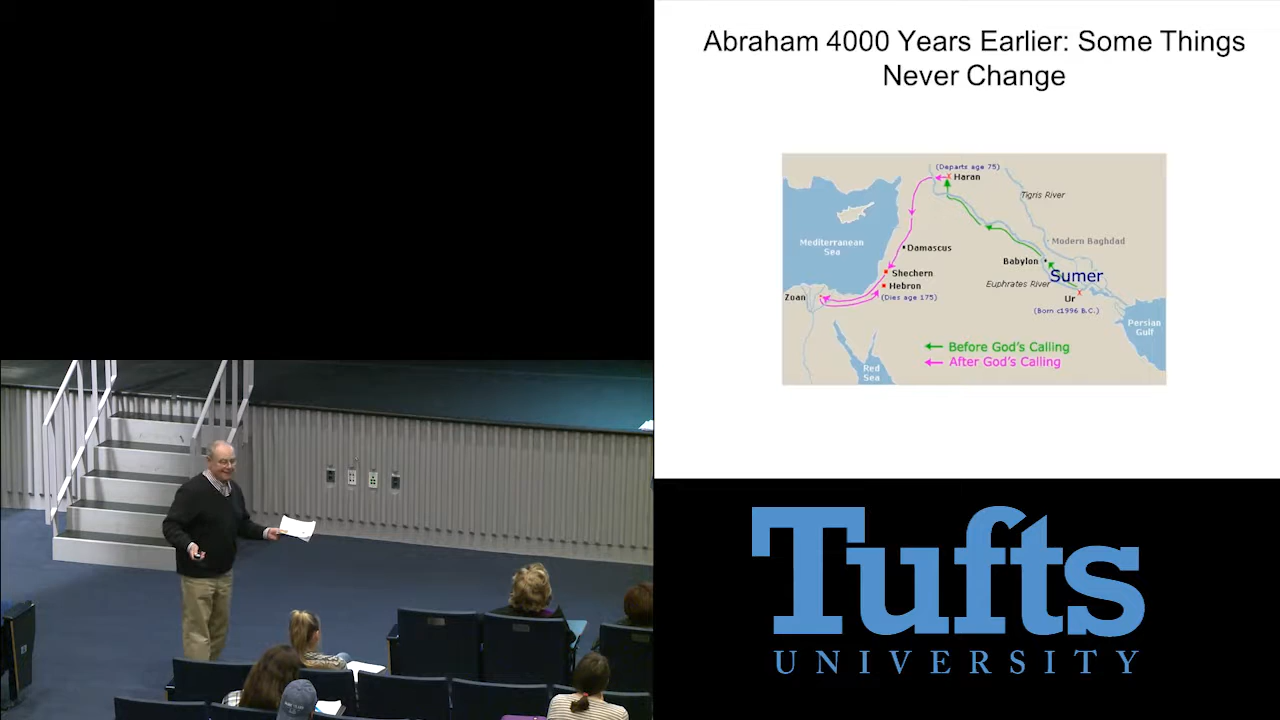 Abraham 4000 Years Earlier: Some Things
Never Change
(Departs age 75)
Haran
Tigris River
Mediterranean
Sea
Damascus
Modern Baghdad
Babylon
Sumer
Shechern
Euphrates River
Hebron
Zoan
(Dies age 175)
Ur
(Born c1996 B.C.)
Persian
Gulf
Before God's Calling
After God's Calling
Red
Sea
Tufts
UNIVERSITY